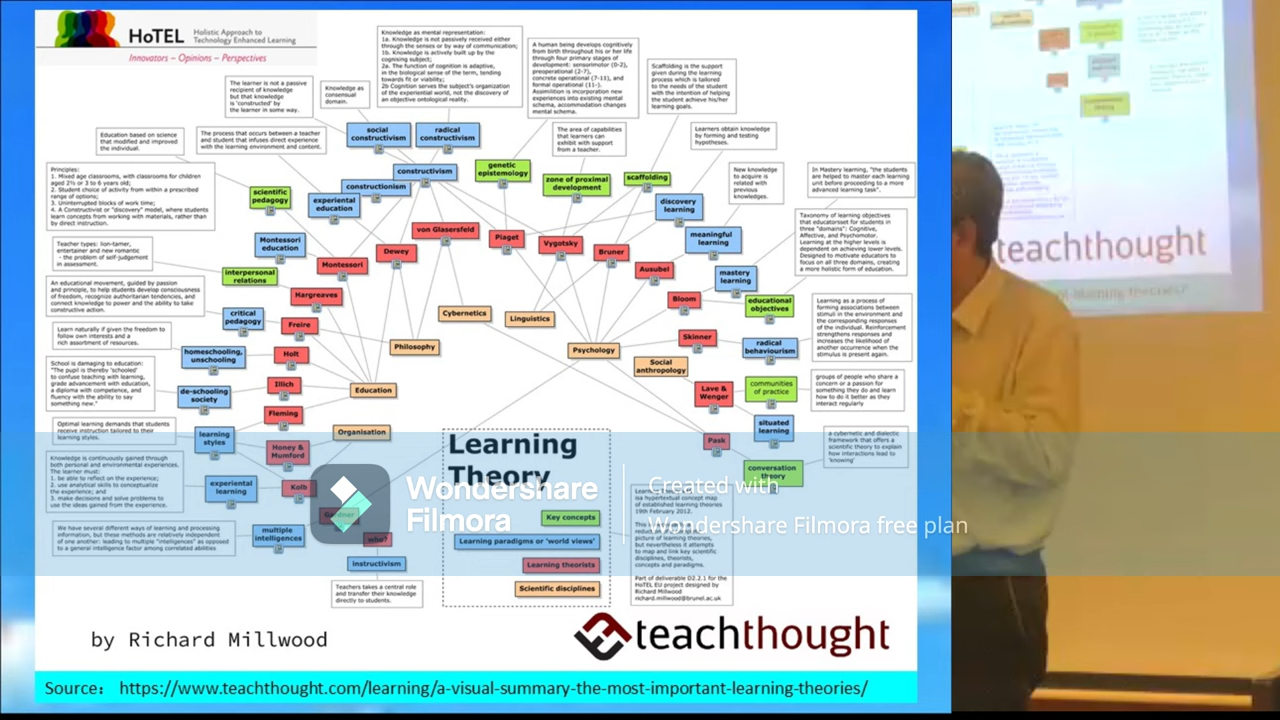 HoTEL
Holistic Approach to
Technology Enhanced Learning
Innovators – Opinions – Perspectives
Knowledge as mental representation:
1a. Knowledge is not passively received either
through the senses or by way of communication;
1b. Knowledge is actively built up by the
cognising subject;
2a. The function of cognition is adaptive,
in the biological sense of the term, tending
towards fit or viability;
2b Cognition serves the subject's organization
of the experiential world, not the discovery of
an objective ontological reality.
A human being develops cognitively
from birth throughout his or her life
through four primary stages of
development: sensorimotor (0-2),
preoperational (2-7),
concrete operational (7-11), and
formal operational (11-).
Assimilation is incorporation new
experiences into existing mental
schema, accommodation changes
mental schema.
Scaffolding is the support
given during the learning
process which is tailored
to the needs of the student
with the intention of helping
the student achieve his/her
learning goals.
The learner is not a passive
recipient of knowledge
but that knowledge
is 'constructed' by
the learner in some way.
Knowledge as
consensual
domain.
Education based on science
that modified and improved
the individual.
The process that occurs between a teacher
and student that infuses direct experience
with the learning environment and content.
social
constructivism
radical
constructivism
The area of capabilities
that learners can
exhibit with support
from a teacher.
Learners obtain knowledge
by forming and testing
hypotheses.
Principles:
1. Mixed age classrooms, with classrooms for children
aged 2½ or 3 to 6 years old;
2. Student choice of activity from within a prescribed
range of options;
3. Uninterrupted blocks of work time;
4. A Constructivist or "discovery" model, where students
learn concepts from working with materials, rather than
by direct instruction.
constructivism
constructionism
genetic
epistemology
zone of proximal
development
scaffolding
New knowledge
to acquire is
related with
previous
knowledges.
In Mastery learning, "the students
are helped to master each learning
unit before proceeding to a more
advanced learning task".
scientific
pedagogy
experiential
education
discovery
learning
Taxonomy of learning objectives
that educatorsset for students in
three "domains": Cognitive,
Affective, and Psychomotor.
Learning at the higher levels is
dependent on achieving lower levels.
Designed to motivate educators to
focus on all three domains, creating
a more holistic form of education.
Teacher types: lion-tamer,
entertainer and new romantic
- the problem of self-judgement
in assessment.
Montessori
education
Dewey
von Glasersfeld
Piaget
Vygotsky
Bruner
meaningful
learning
interpersonal
relations
Montessori
Ausubel
mastery
learning
An educational movement, guided by passion
and principle, to help students develop consciousness
of freedom, recognize authoritarian tendencies, and
connect knowledge to power and the ability to take
constructive action.
Hargreaves
Bloom
educational
objectives
Learning as a process of
forming associations between
stimuli in the environment and
the corresponding responses
of the individual. Reinforcement
strengthens responses and
increases the likelihood of
another occurrence when the
stimulus is present again.
critical
pedagogy
Freire
Cybernetics
Linguistics
Learn naturally if given the freedom to
follow own interests and a
rich assortment of resources.
homeschooling,
unschooling
Holt
Philosophy
Psychology
Skinner
radical
behaviourism
School is damaging to education:
"The pupil is thereby 'schooled'
to confuse teaching with learning,
grade advancement with education,
a diploma with competence, and
fluency with the ability to say
something new."
de-schooling
society
Illich
Education
Social
anthropology
Lave &
Wenger
communities
of practice
groups of people who share a
concern or a passion for
something they do and learn
how to do it better as they
interact regularly
Fleming
Optimal learning demands that students
receive instruction tailored to their
learning styles.
learning
styles
Organisation
Honey &
Mumford
Pask
situated
learning
a cybernetic and dialectic
framework that offers a
scientific theory to explain
how interactions lead to
'knowing'
conversation
theory
Knowledge is continuously gained through
both personal and environmental experiences.
The learner must:
1. be able to reflect on the experience;
2. use analytical skills to conceptualize
the experience; and
3. make decisions and solve problems to
use the ideas gained from the experience.
experiential
learning
Kolb
Gardner
We have several different ways of learning and processing
information, but these methods are relatively independent
of one another: leading to multiple "intelligences" as opposed
to a general intelligence factor among correlated abilities
multiple
intelligences
who?
instructivism
Teachers takes a central role
and transfer their knowledge
directly to students.
Learning
Theory
Key concepts
Learning paradigms or 'world views'
Learning theorists
Scientific disciplines
isa hypertextual concept map
of established learning theories
19th February 2012.
picture of learning theories,
but nevertheless it attempts
to map and link key scientific
disciplines, theorists,
concepts and paradigms.
Part of deliverable D2.2.1 for the
HoTEL EU project designed by
Richard Millwood
richard.millwood@brunel.ac.uk
Wondershare
Filmora
Created with
Wondershare Filmora free plan
by Richard Millwood
teachthought
Source: https://www.teachthought.com/learning/a-visual-summary-the-most-important-learning-theories/
teachthought